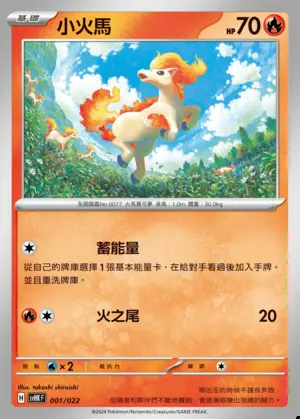 基礎 小火馬 HP 70
全國圖鑑No.0077 火馬寶可夢 身高：1.0m 體重：30.0kg
蓄能量
從自己的牌庫選擇1張基本能量卡，在給對手看過後加入手牌。
並且重洗牌庫。
火之尾 20
弱點 ×2 抵抗力 撤退
Illus. takashi shiraishi
H SVHK F 001/022
©2024 Pokémon/Nintendo/Creatures/GAME FREAK.